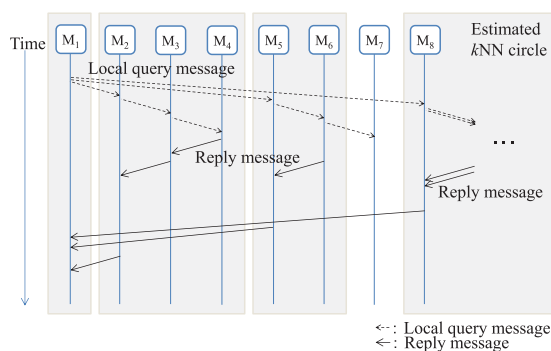 Time
M1 M2 M3 M4 M5 M6 M7 M8
Estimated
kNN circle
Local query message
...
Reply message
Reply message
: Local query message
: Reply message